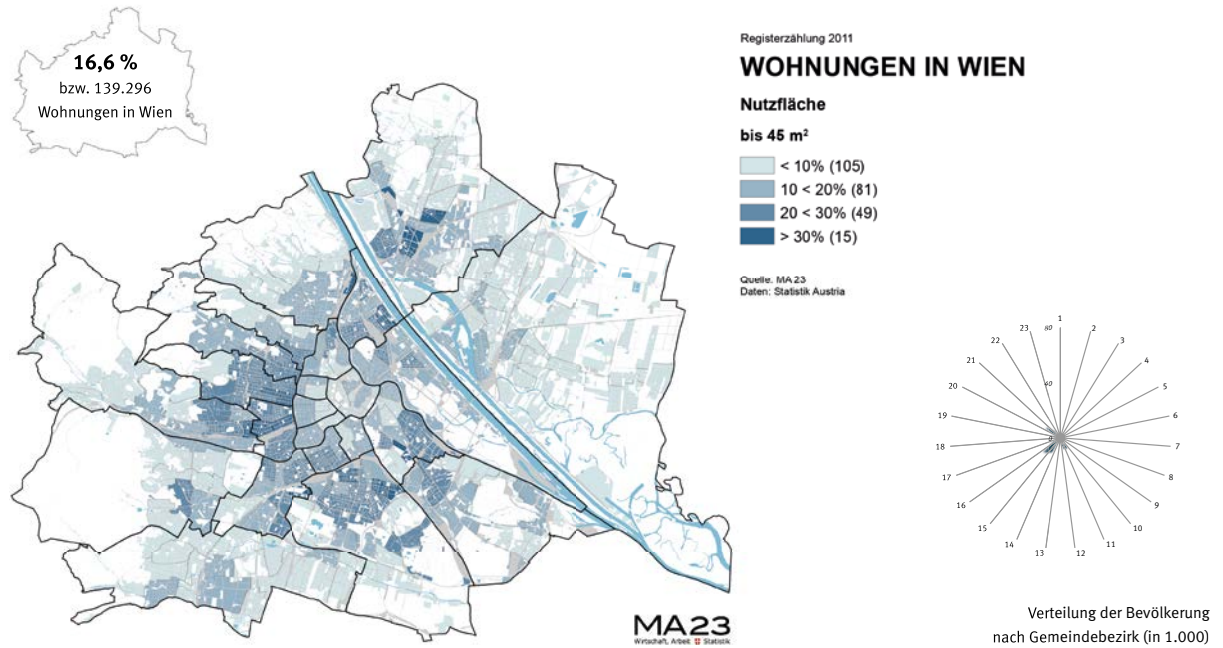 16,6 %
bzw. 139.296
Wohnungen in Wien
Registerzählung 2011
WOHNUNGEN IN WIEN
Nutzfläche
bis 45 m²
< 10% (105)
10 < 20% (81)
20 < 30% (49)
> 30% (15)
Quelle: MA 23
Daten: Statistik Austria
1
2
3
4
5
6
7
8
9
10
11
12
13
14
15
16
17
18
19
20
21
22
23
80
40
0
MA23
Wirtschaft, Arbeit Statistik
Verteilung der Bevölkerung
nach Gemeindebezirk (in 1.000)